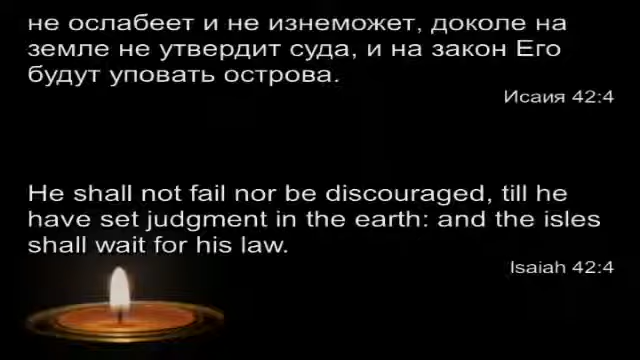 не ослабеет и не изнеможет, доколе на
земле не утвердит суда, и на закон Его
будут уповать острова.
Исаия 42:4
He shall not fail nor be discouraged, till he
have set judgment in the earth: and the isles
shall wait for his law.
Isaiah 42:4